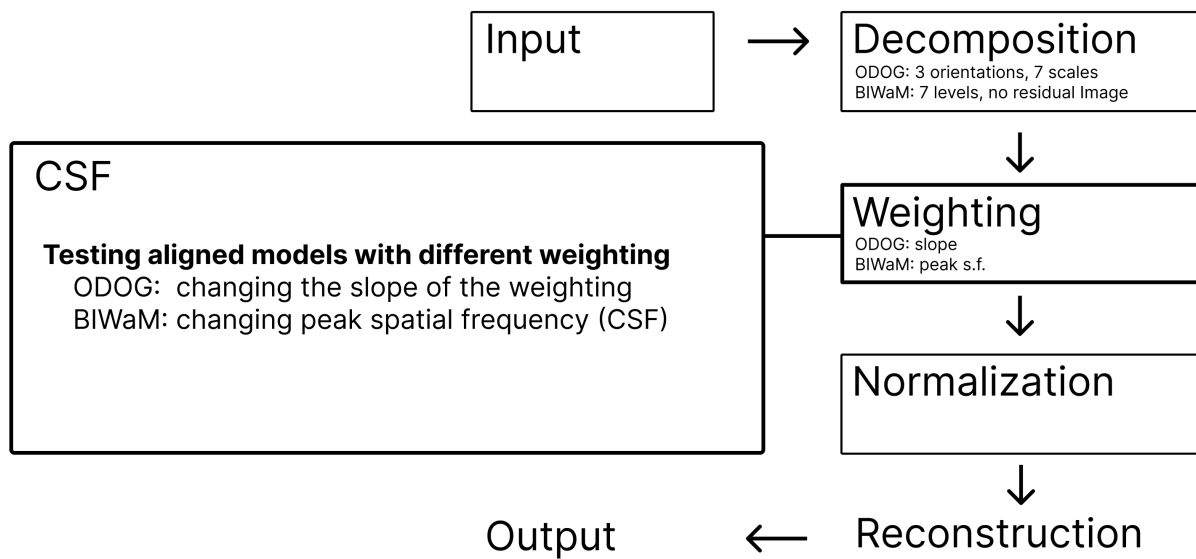 Input
Decomposition
ODOG: 3 orientations, 7 scales
BIWaM: 7 levels, no residual Image
CSF
Testing aligned models with different weighting
ODOG: changing the slope of the weighting
BIWaM: changing peak spatial frequency (CSF)
Weighting
ODOG: slope
BIWaM: peak s.f.
Normalization
Reconstruction
Output